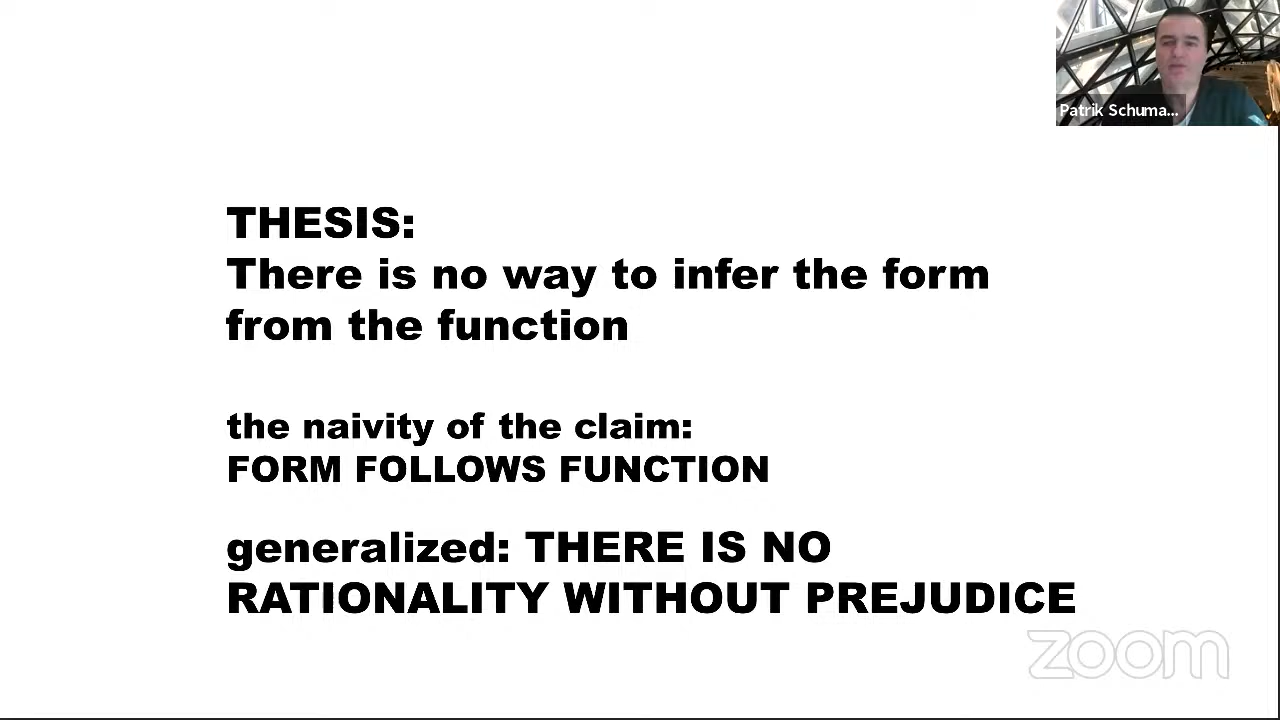 Patrik Schuma...
THESIS:
There is no way to infer the form
from the function
the naivity of the claim:
FORM FOLLOWS FUNCTION
generalized: THERE IS NO
RATIONALITY WITHOUT PREJUDICE
zoom